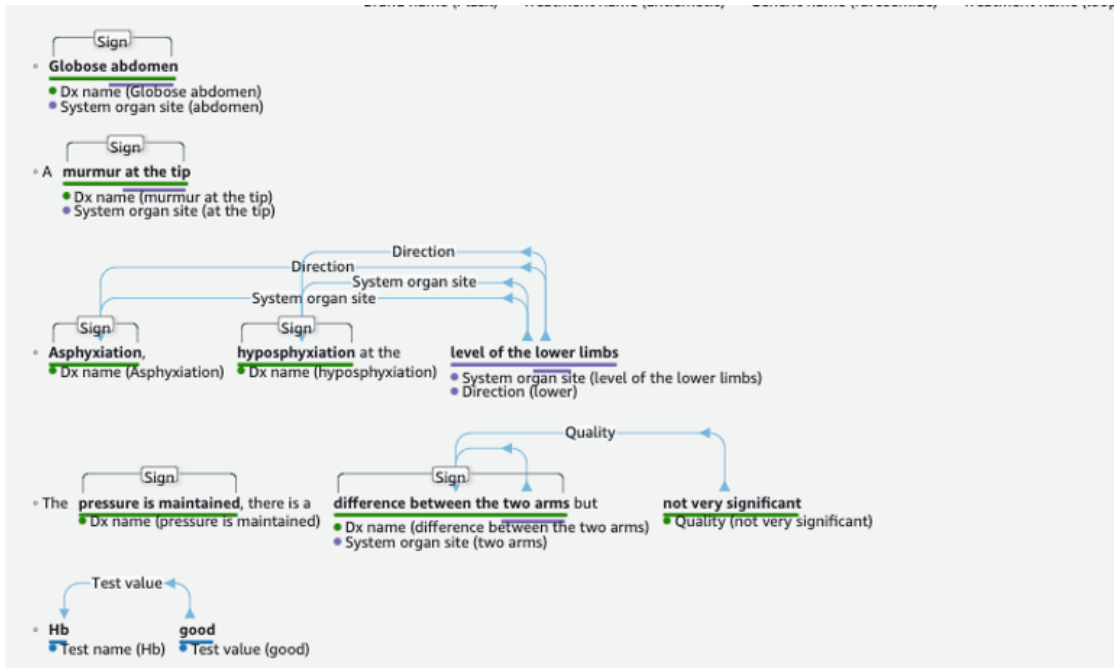 Sign
Globose abdomen
Dx name (Globose abdomen)
System organ site (abdomen)
Sign
A murmur at the tip
Dx name (murmur at the tip)
System organ site (at the tip)
Direction
Direction
System organ site
System organ site
Sign Sign
Asphyxiation, hyposphyxiation at the level of the lower limbs
Dx name (Asphyxiation) Dx name (hyposphyxiation) System organ site (level of the lower limbs)
Direction (lower)
Quality
Sign Sign
The pressure is maintained, there is a difference between the two arms but not very significant
Dx name (pressure is maintained) Dx name (difference between the two arms) Quality (not very significant)
System organ site (two arms)
Test value
Hb good
Test name (Hb) Test value (good)